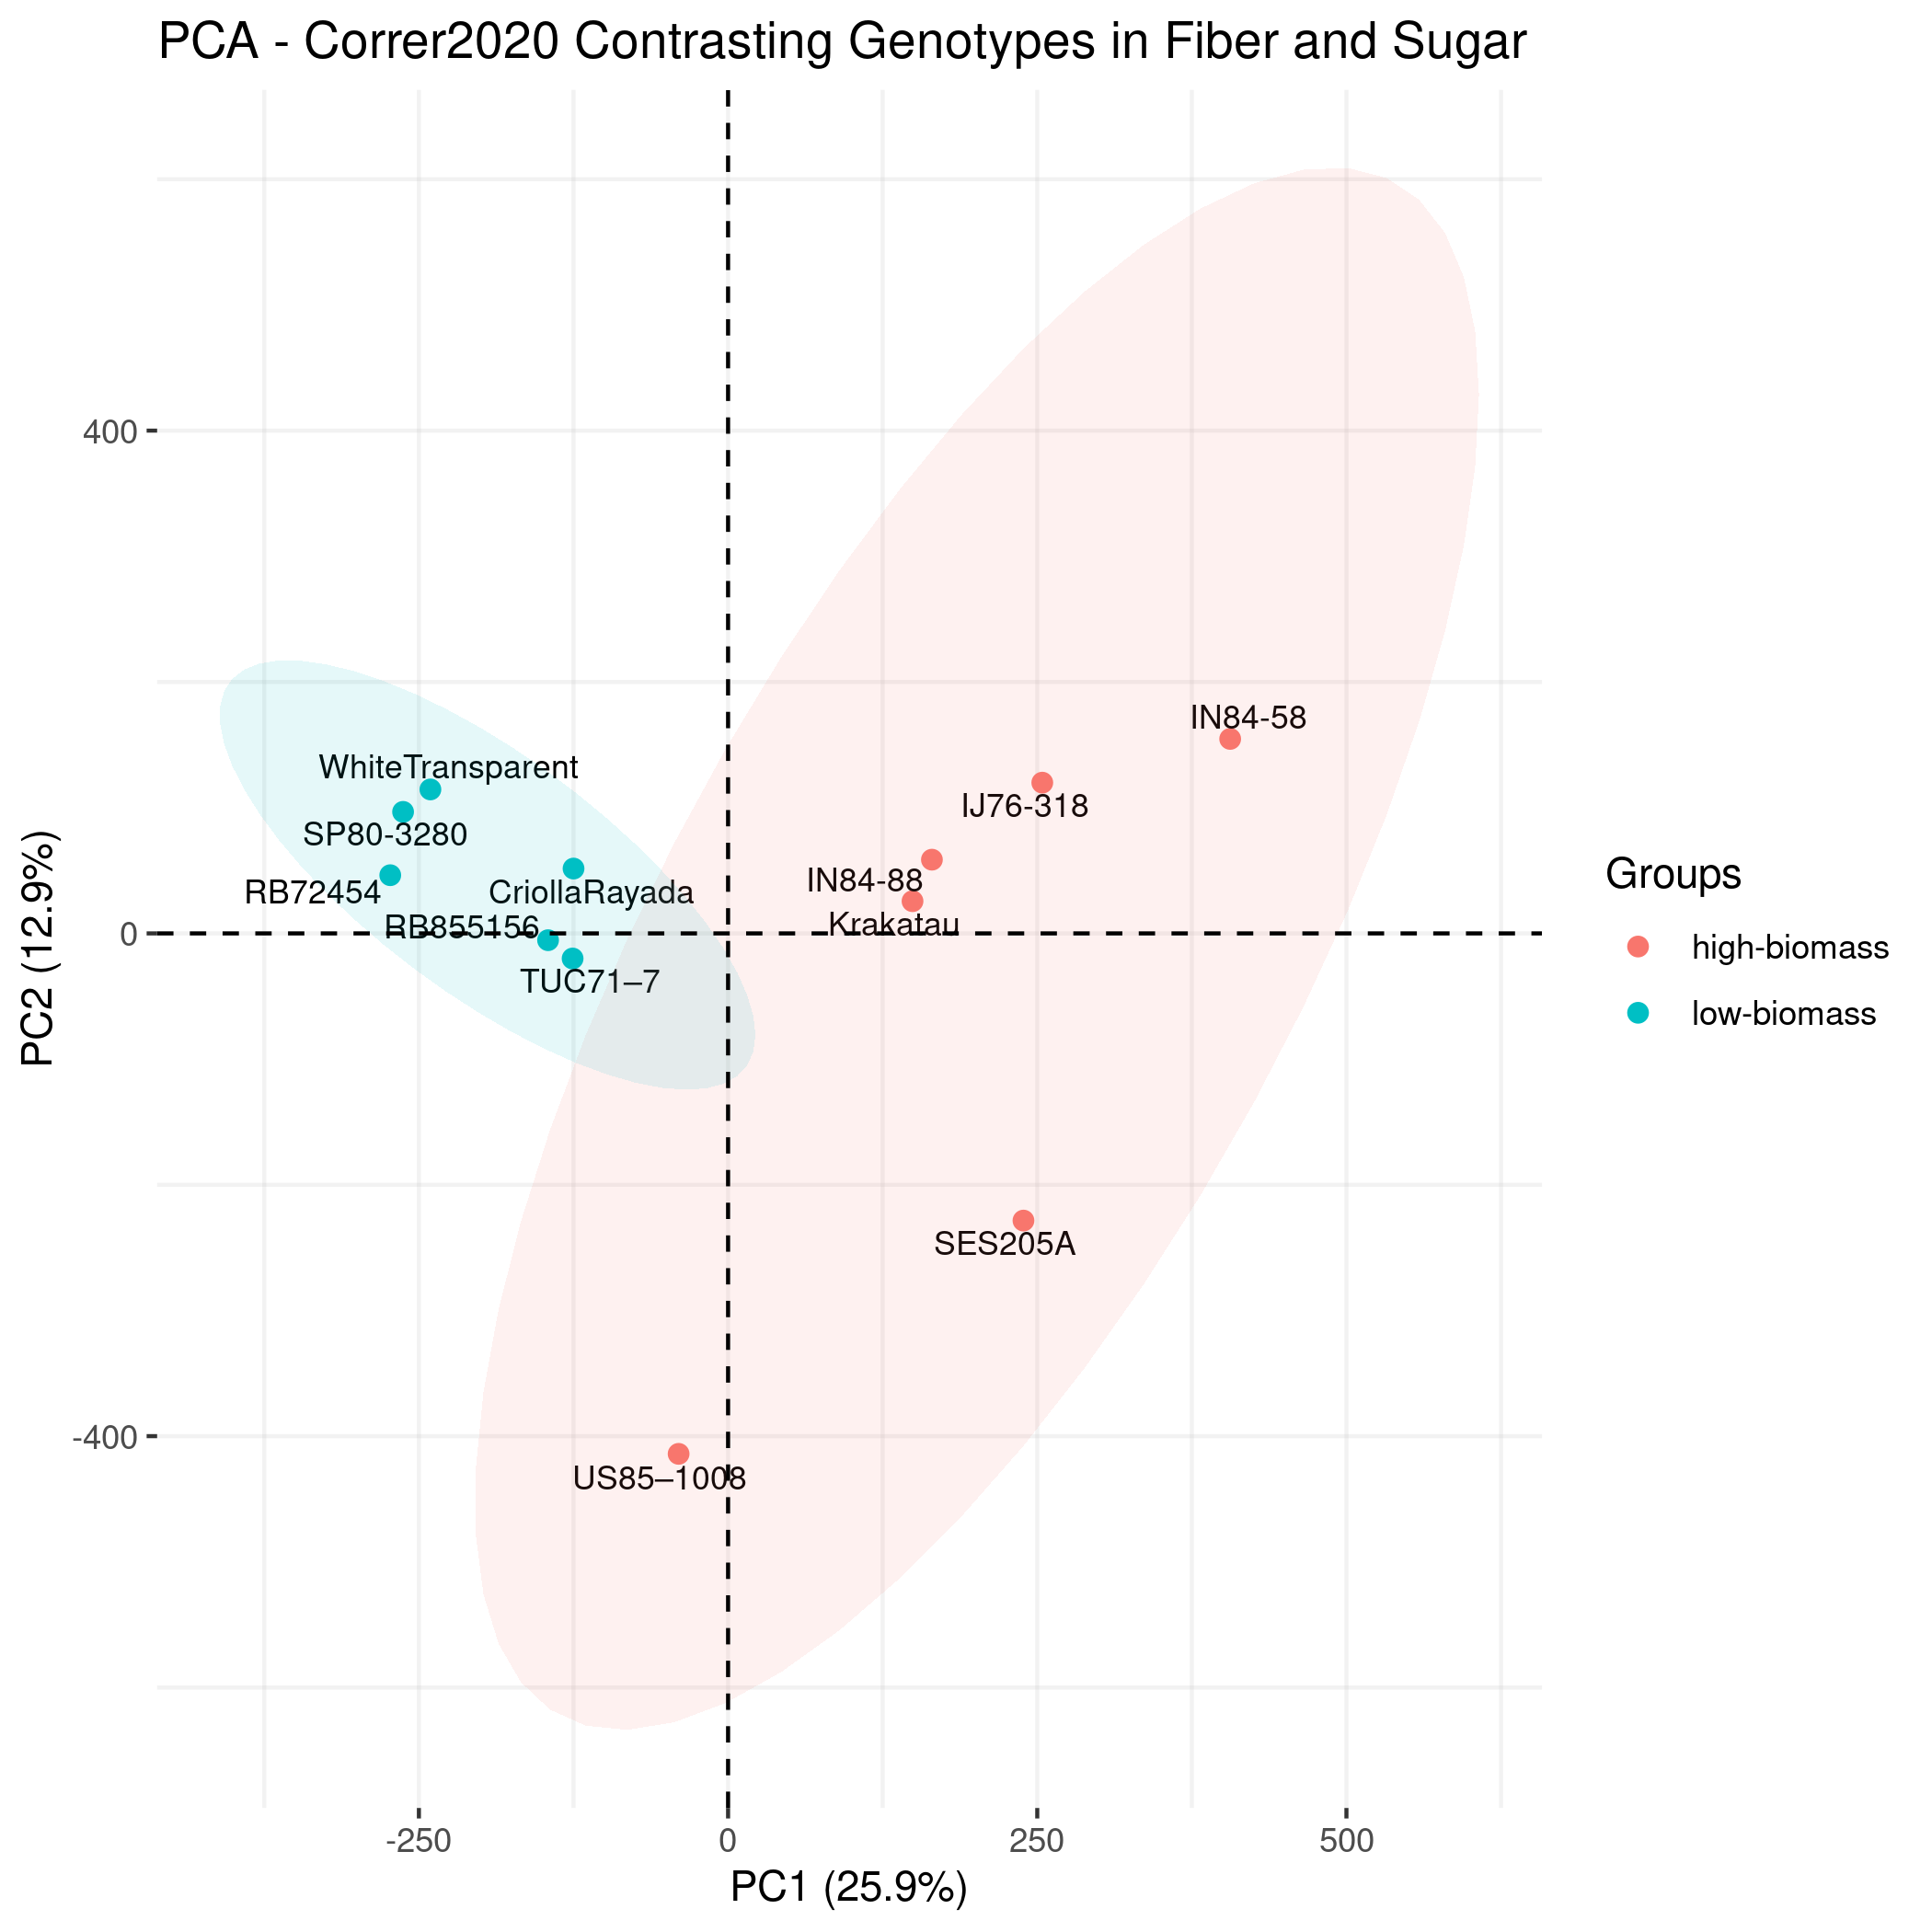 PCA - Correr2020 Contrasting Genotypes in Fiber and Sugar
PC2 (12.9%)
400
0
-400
IN84-58
WhiteTransparent
IJ76-318
SP80-3280
IN84-88
RB72454
CriollaRayada
Krakatau
RB855156
TUC71–7
SES205A
US85–1008
-250
0
250
500
PC1 (25.9%)
Groups
high-biomass
low-biomass